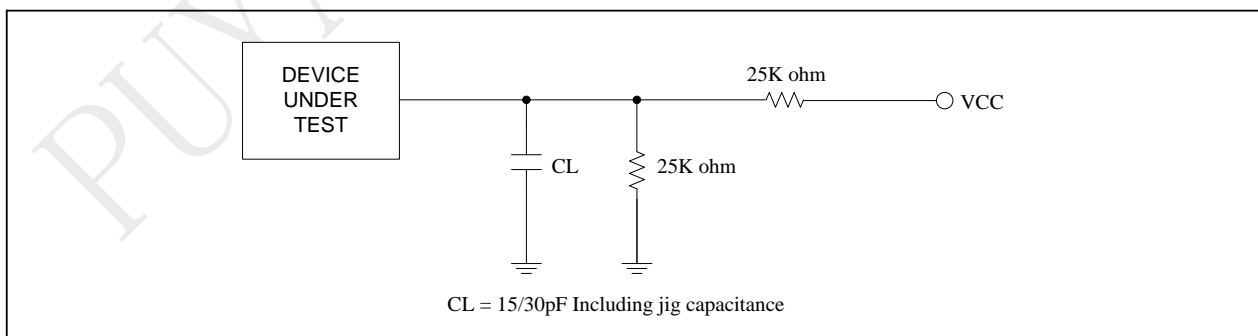 DEVICE
UNDER
TEST
25K ohm
VCC
CL
25K ohm
CL = 15/30pF Including jig capacitance